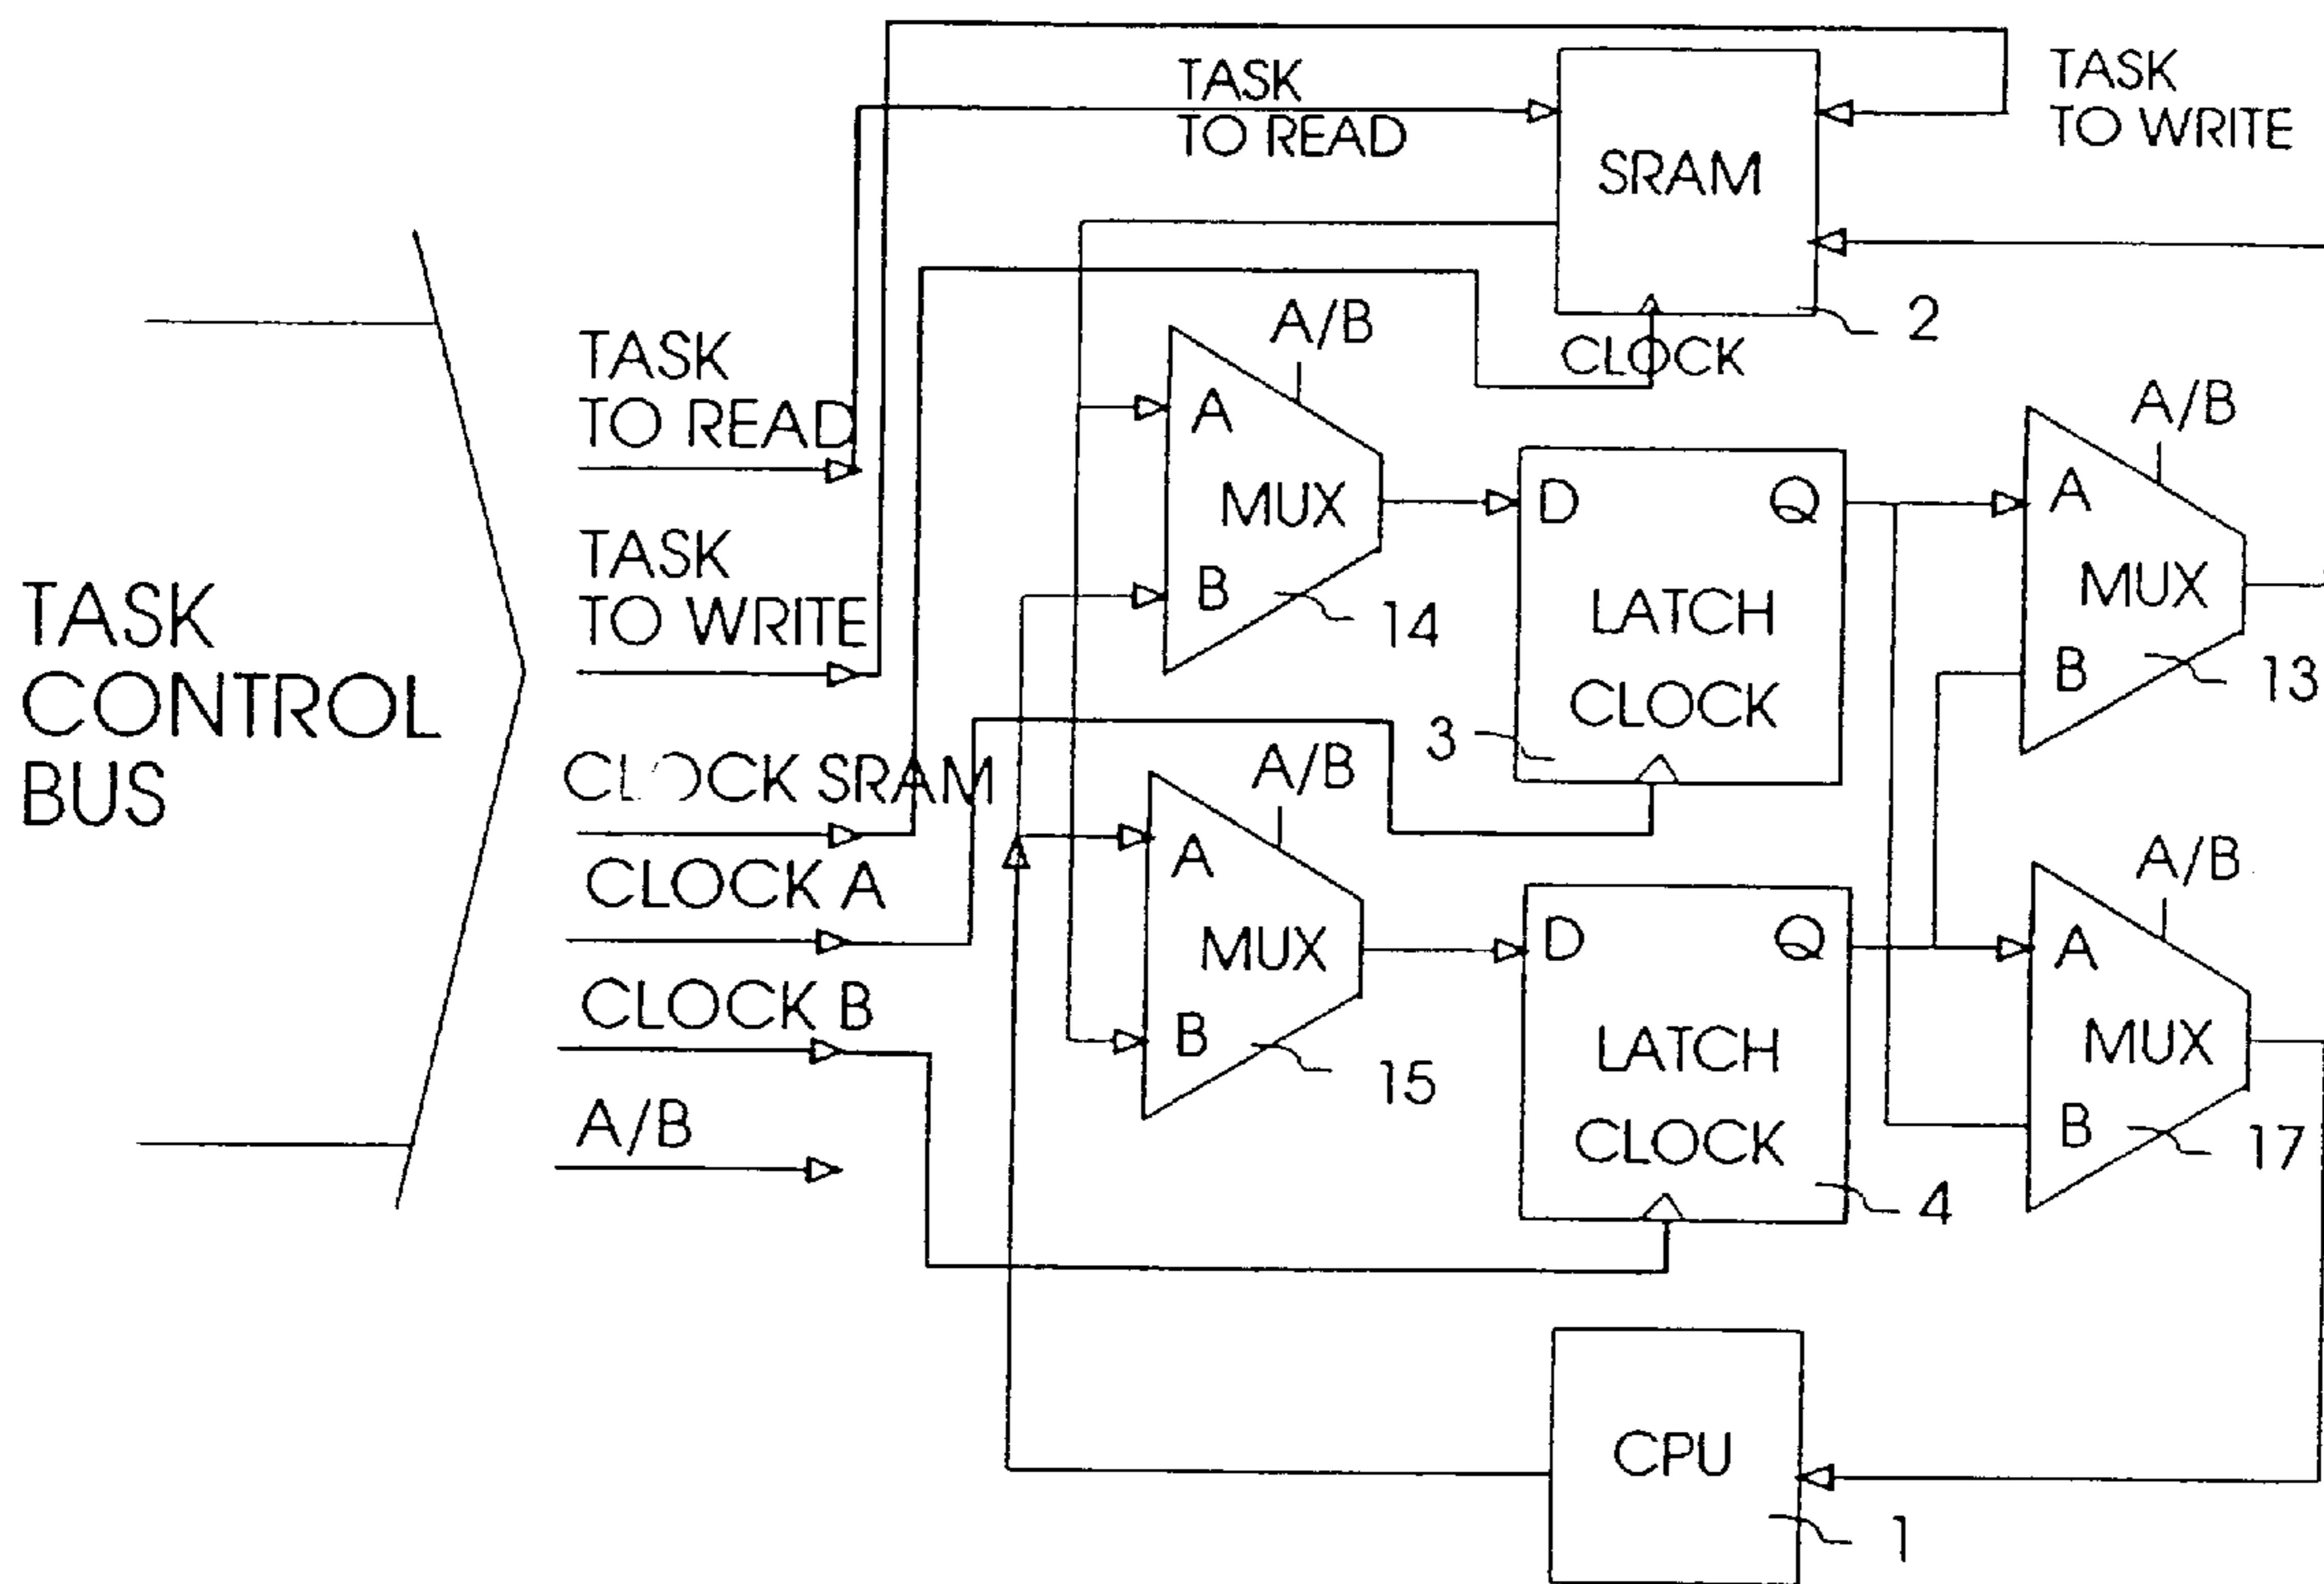 TASK
TO READ
TASK
TO WRITE
SRAM
CLOCK
2
TASK
CONTROL
BUS
TASK
TO READ
TASK
TO WRITE
CLOCK SRAM
CLOCK A
CLOCK B
A/B
A/B
A
MUX
B
14
D
Q
LATCH
CLOCK
3
A/B
A
MUX
B
13
A/B
A
MUX
B
15
D
Q
LATCH
CLOCK
4
A/B
A
MUX
B
17
CPU
1